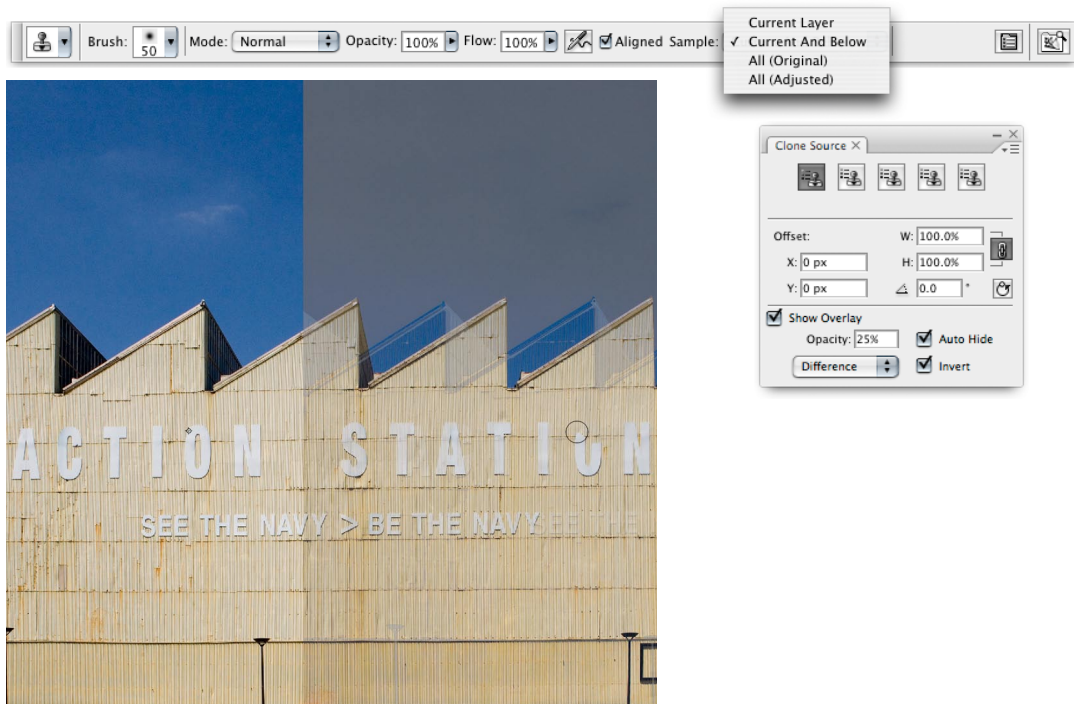 Current Layer
Brush: 50 Mode: Normal Opacity: 100% Flow: 100% Aligned Sample: ✓ Current And Below
All (Original)
All (Adjusted)
Clone Source
Offset: W: 100.0%
X: 0 px H: 100.0%
Y: 0 px 0.0 °
Show Overlay
Opacity: 25% Auto Hide
Difference Invert
ACTION STATION
SEE THE NAVY > BE THE NAVY